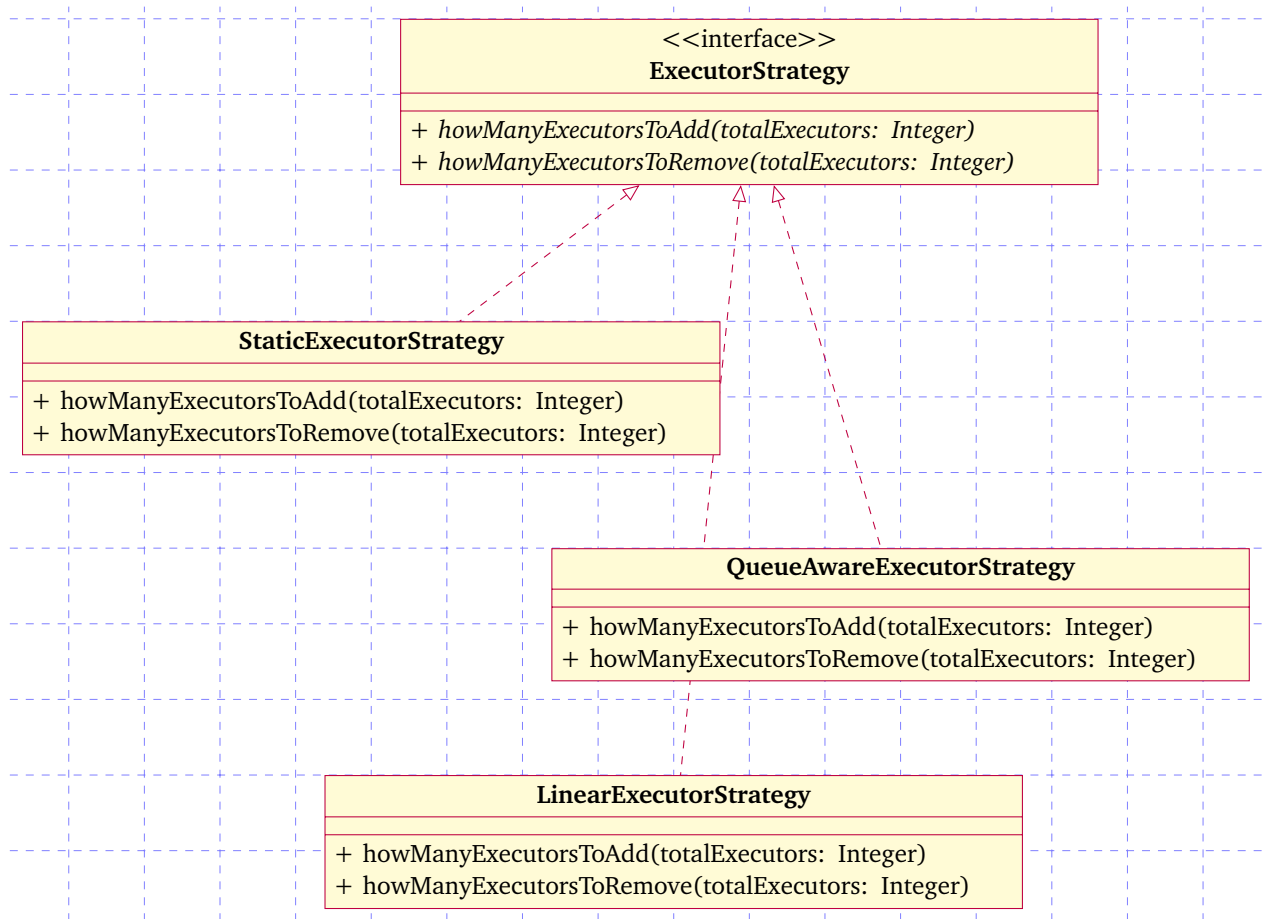 <<interface>>
ExecutorStrategy
+ howManyExecutorsToAdd(totalExecutors: Integer)
+ howManyExecutorsToRemove(totalExecutors: Integer)
StaticExecutorStrategy
+ howManyExecutorsToAdd(totalExecutors: Integer)
+ howManyExecutorsToRemove(totalExecutors: Integer)
QueueAwareExecutorStrategy
+ howManyExecutorsToAdd(totalExecutors: Integer)
+ howManyExecutorsToRemove(totalExecutors: Integer)
LinearExecutorStrategy
+ howManyExecutorsToAdd(totalExecutors: Integer)
+ howManyExecutorsToRemove(totalExecutors: Integer)